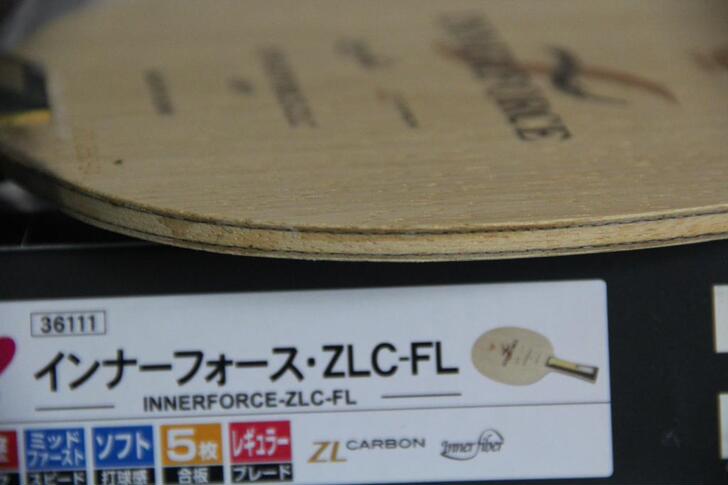 INNERFORCE
36111
インナーフォース・ZLC-FL
INNERFORCE-ZLC-FL
ミッド ソフト 5枚 レギュラー ZL CARBON Innerfiber
ファースト
スピード 打球感 合板 ブレード